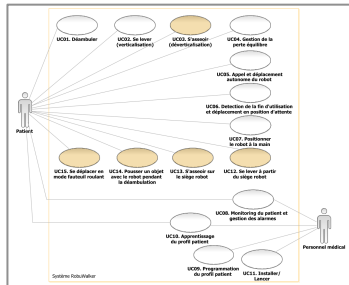 UC01. Déambuler
UC02. Se lever
(verticalisation)
UC03. S'asseoir
(déverticalisation)
UC04. Gestion de la
perte équilibre
UC05. Appel et déplacement
autonome du robot
UC06. Detection de la fin d'utilisation
et déplacement en position d'attente
UC07. Positionner
le robot à la main
Patient
UC15. Se déplacer en
mode fauteuil roulant
UC14. Pousser un objet
avec le robot pendant
la déambulation
UC13. S'asseoir sur
le siège robot
UC12. Se lever à partir
du siège robot
UC08. Monitoring du patient et
gestion des alarmes
UC10. Apprentissage
du profil patient
Personnel médical
UC09. Programmation
du profil patient
UC11. Installer/
Lancer
Système RobuWalker